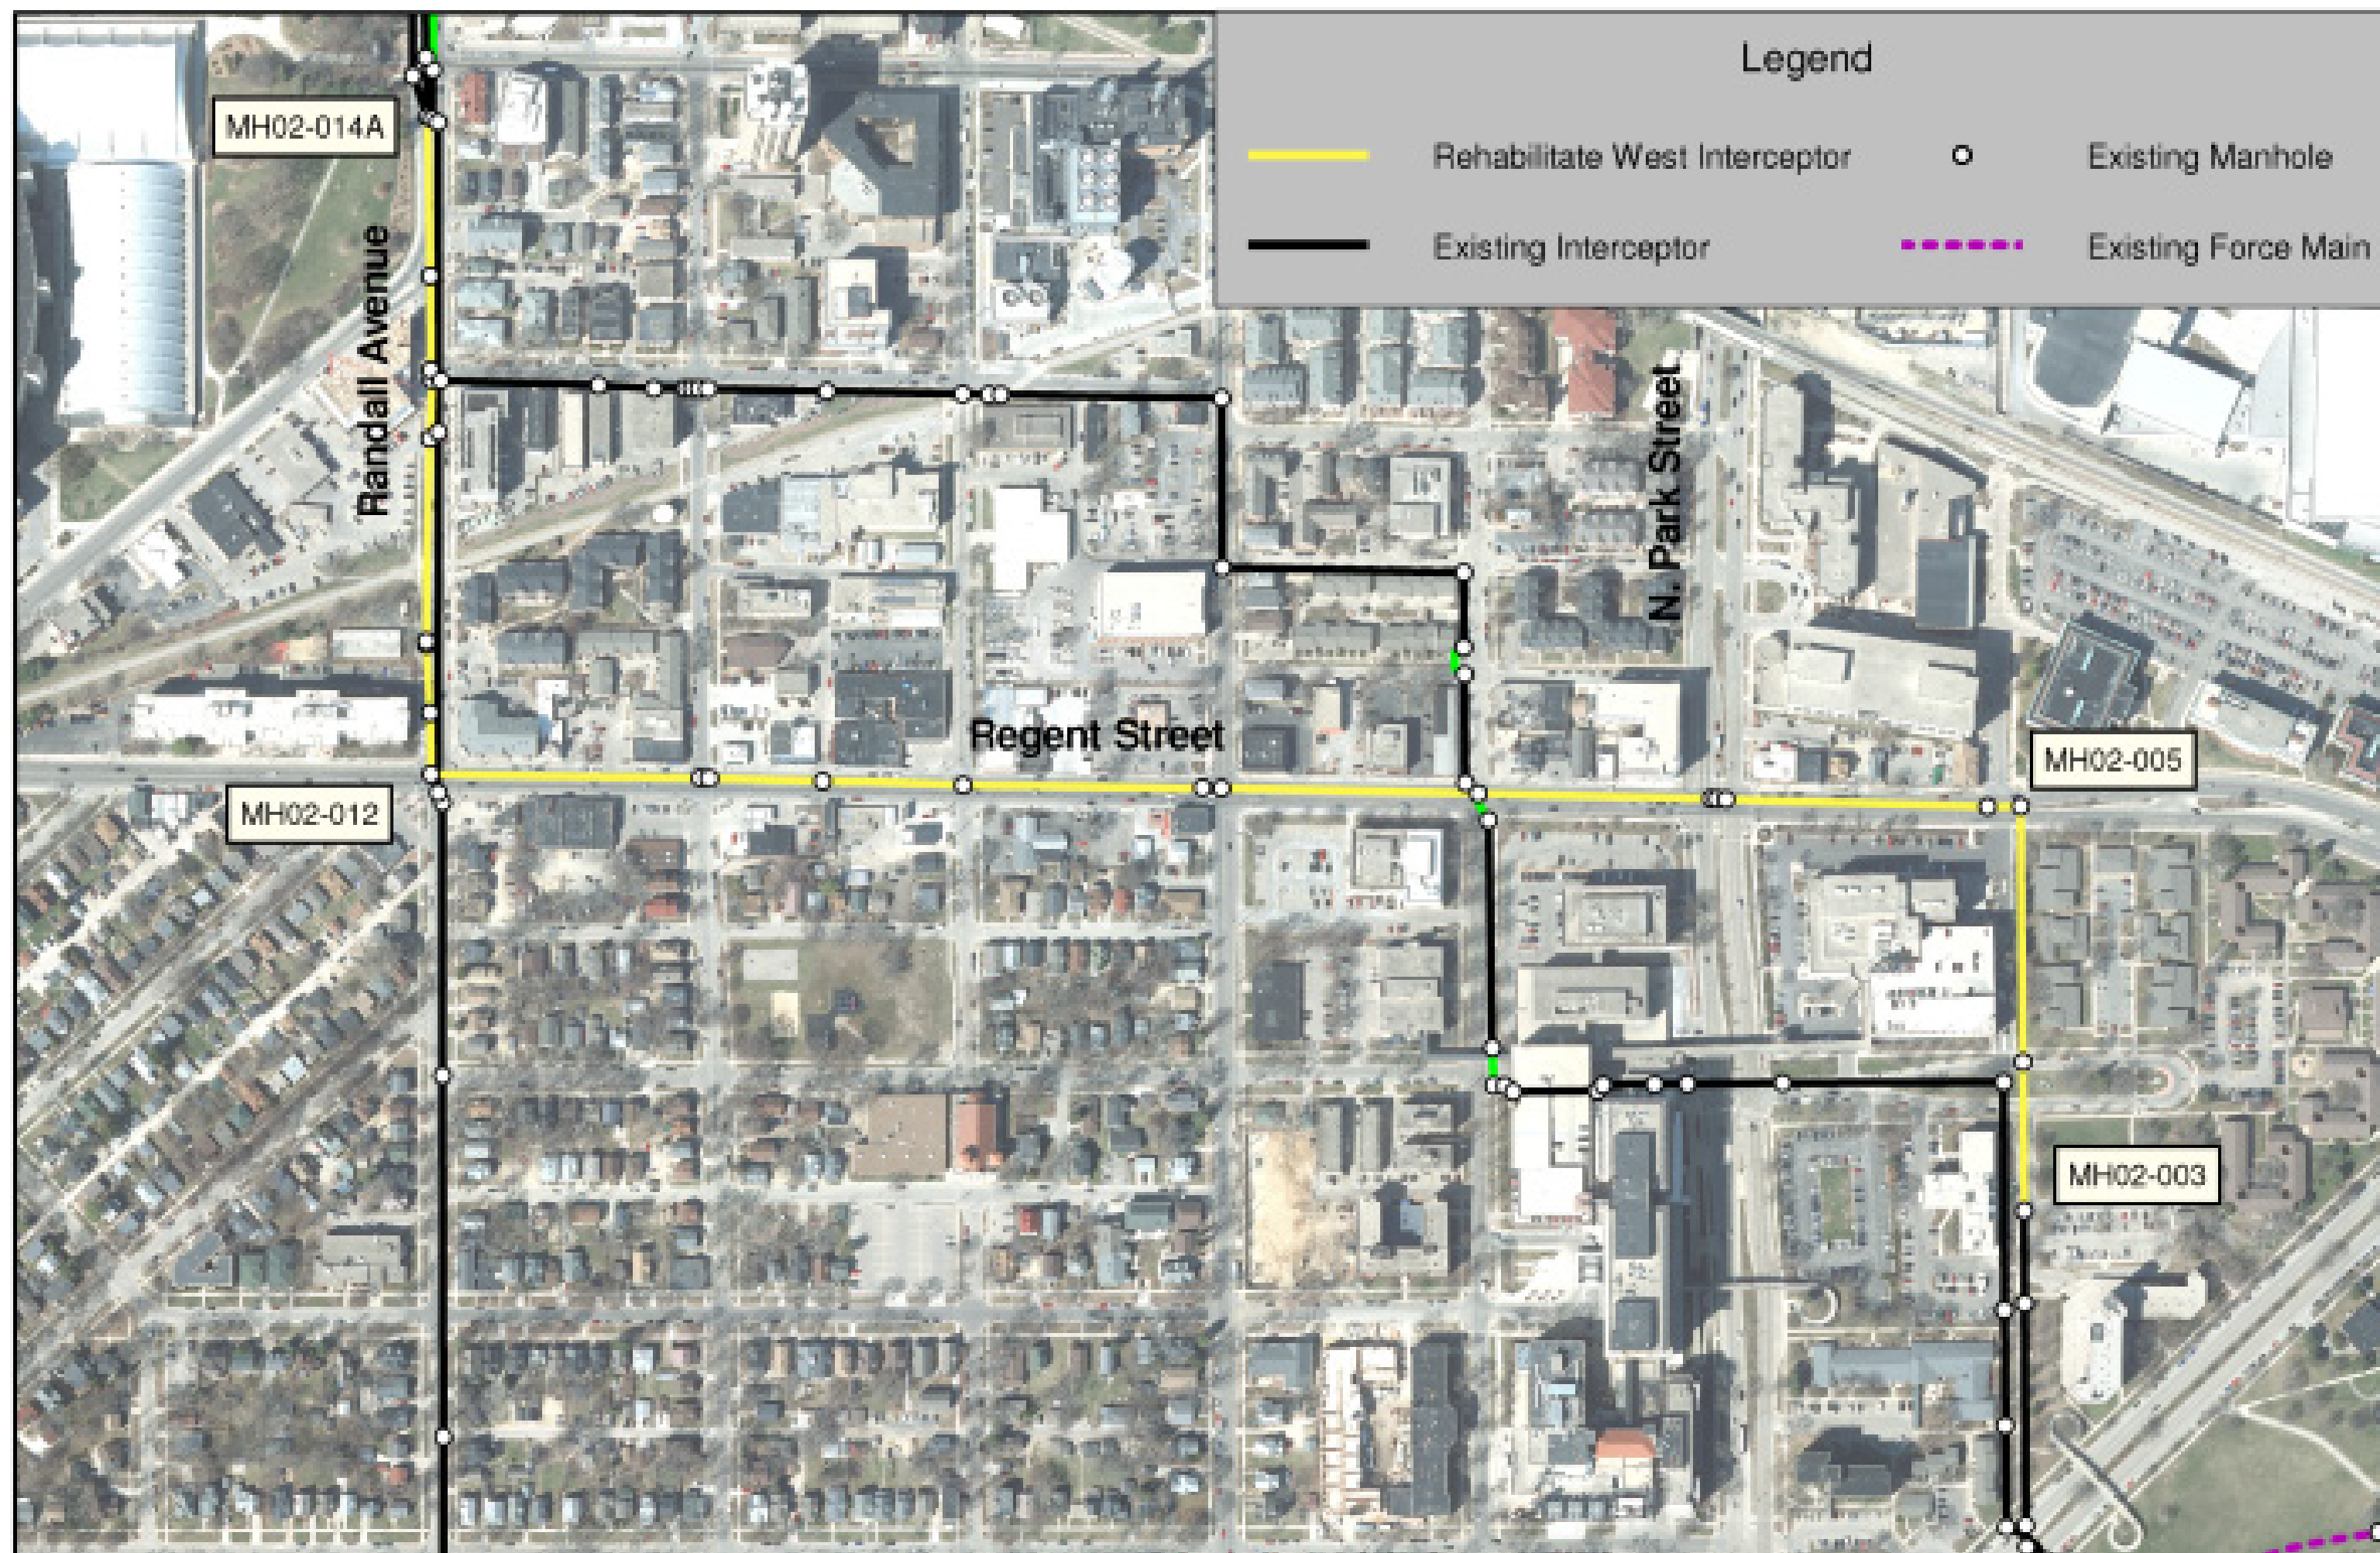 Legend
Rehabilitate West Interceptor
Existing Manhole
Existing Interceptor
Existing Force Main
MH02-014A
Randall Avenue
N. Park Street
Regent Street
MH02-005
MH02-012
MH02-003